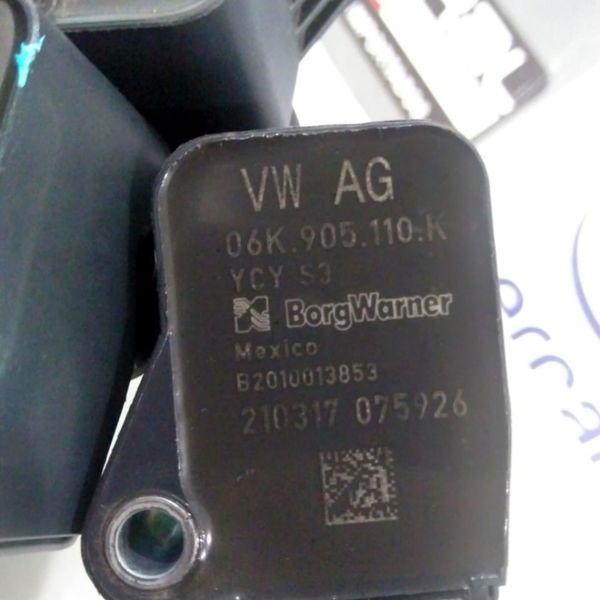 VW AG
06K.905.110.K
YCY S3
BorgWarner
Mexico
B2010013853
210317 075926